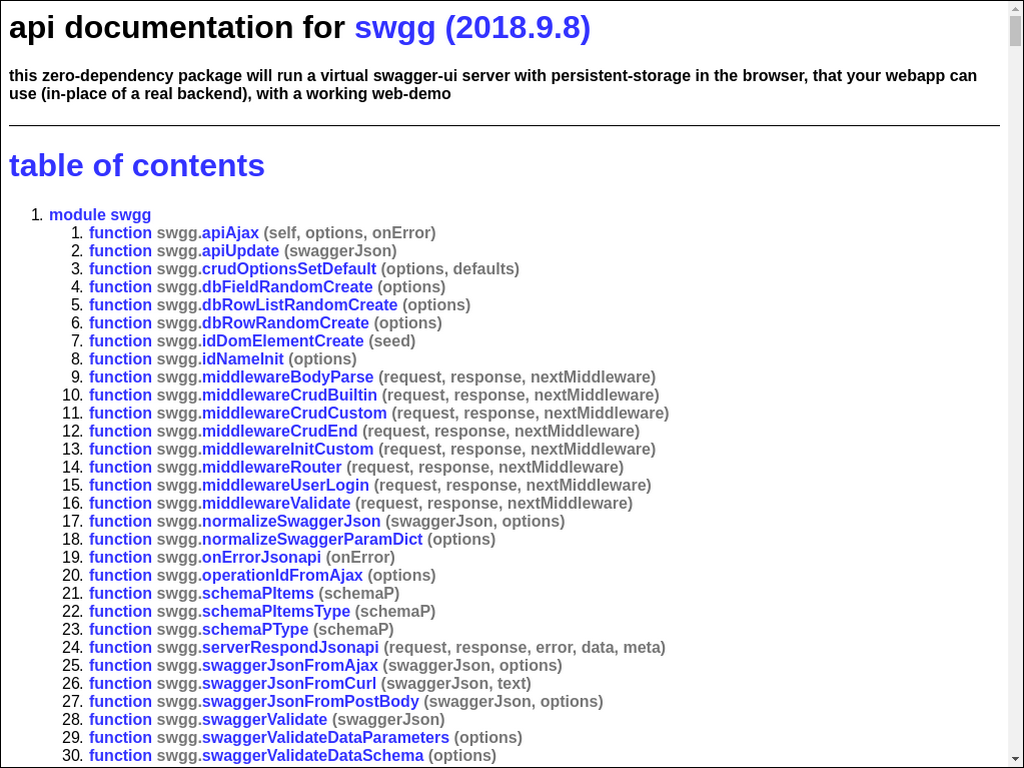 api documentation for swgg (2018.9.8)
this zero-dependency package will run a virtual swagger-ui server with persistent-storage in the browser, that your webapp can
use (in-place of a real backend), with a working web-demo
table of contents
1. module swgg
1. function swgg.apiAjax (self, options, onError)
2. function swgg.apiUpdate (swaggerJson)
3. function swgg.crudOptionsSetDefault (options, defaults)
4. function swgg.dbFieldRandomCreate (options)
5. function swgg.dbRowListRandomCreate (options)
6. function swgg.dbRowRandomCreate (options)
7. function swgg.idDomElementCreate (seed)
8. function swgg.idNameInit (options)
9. function swgg.middlewareBodyParse (request, response, nextMiddleware)
10. function swgg.middlewareCrudBuiltin (request, response, nextMiddleware)
11. function swgg.middlewareCrudCustom (request, response, nextMiddleware)
12. function swgg.middlewareCrudEnd (request, response, nextMiddleware)
13. function swgg.middlewareInitCustom (request, response, nextMiddleware)
14. function swgg.middlewareRouter (request, response, nextMiddleware)
15. function swgg.middlewareUserLogin (request, response, nextMiddleware)
16. function swgg.middlewareValidate (request, response, nextMiddleware)
17. function swgg.normalizeSwaggerJson (swaggerJson, options)
18. function swgg.normalizeSwaggerParamDict (options)
19. function swgg.onErrorJsonapi (onError)
20. function swgg.operationIdFromAjax (options)
21. function swgg.schemaPItems (schemaP)
22. function swgg.schemaPItemsType (schemaP)
23. function swgg.schemaPType (schemaP)
24. function swgg.serverRespondJsonapi (request, response, error, data, meta)
25. function swgg.swaggerJsonFromAjax (swaggerJson, options)
26. function swgg.swaggerJsonFromCurl (swaggerJson, text)
27. function swgg.swaggerJsonFromPostBody (swaggerJson, options)
28. function swgg.swaggerValidate (swaggerJson)
29. function swgg.swaggerValidateDataParameters (options)
30. function swgg.swaggerValidateDataSchema (options)